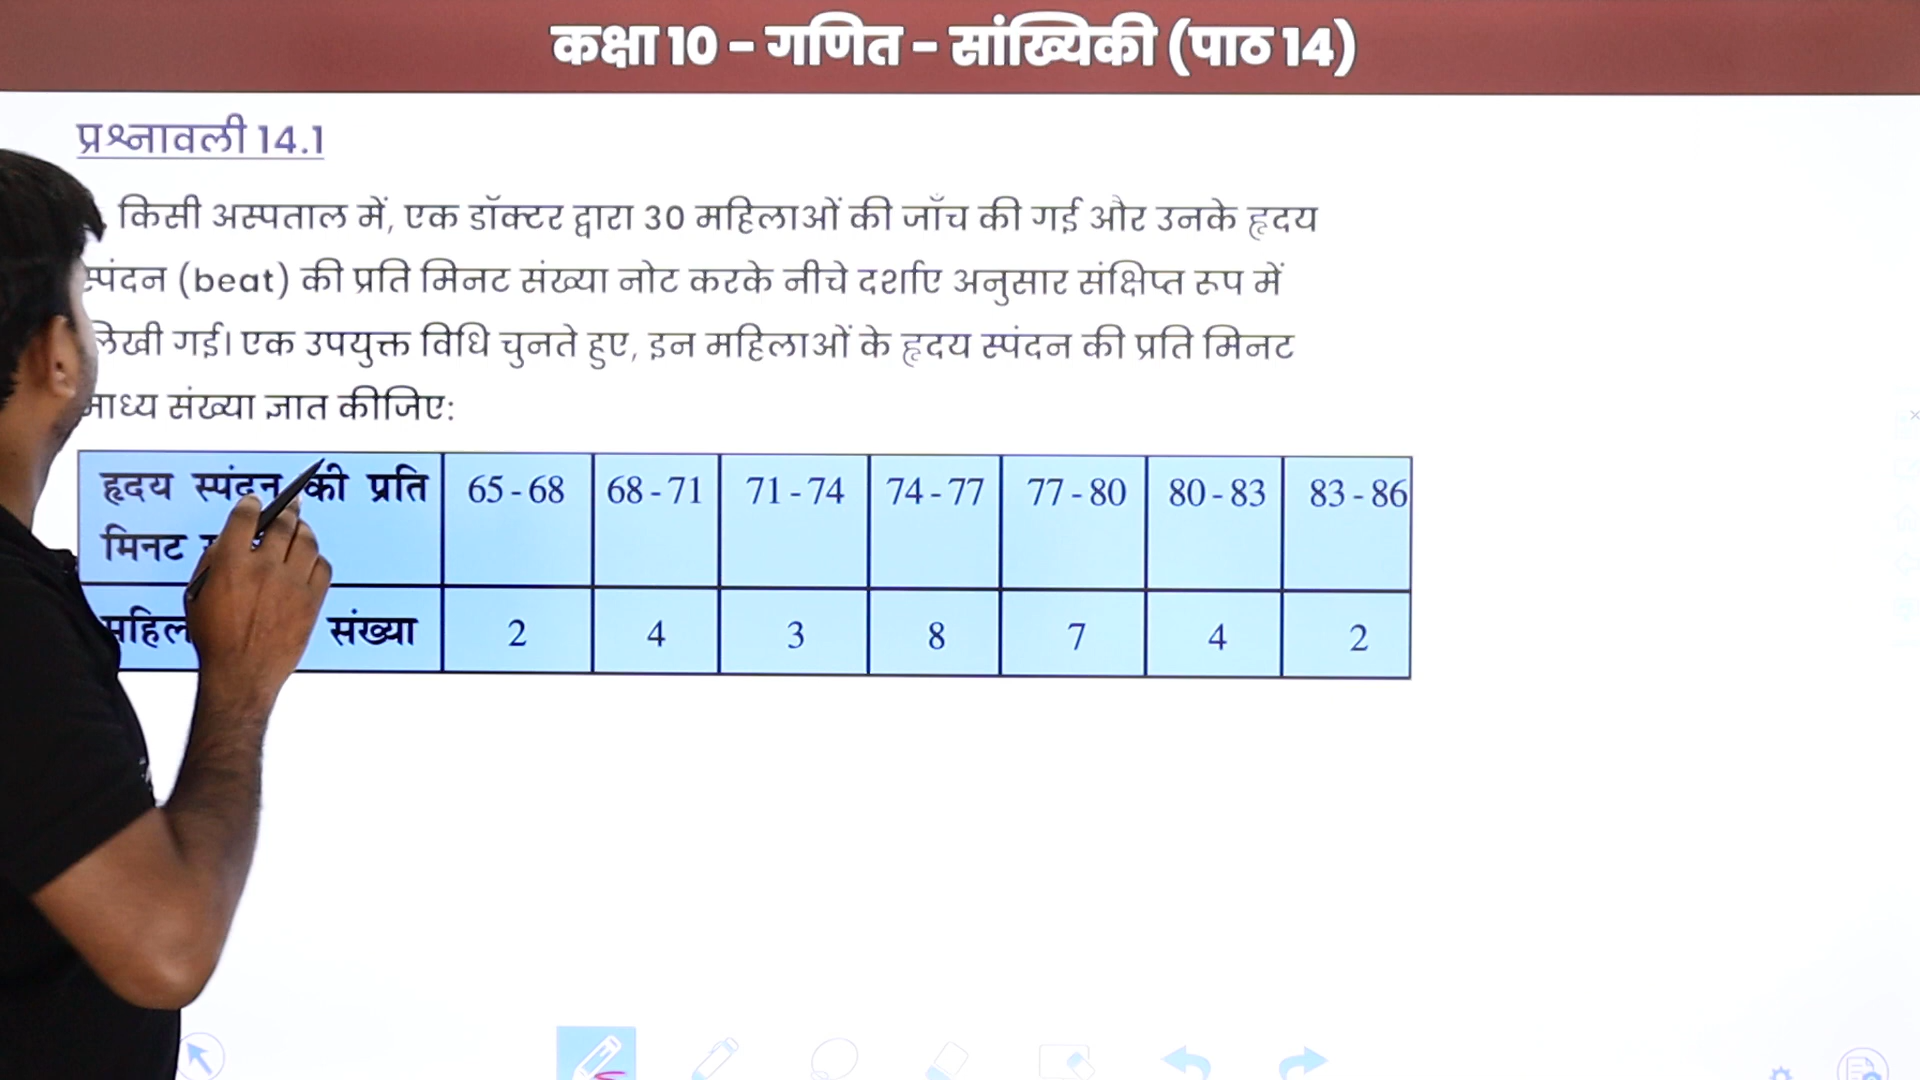 कक्षा 10 - गणित - सांख्यिकी (पाठ 14)
प्रश्नावली 14.1
किसी अस्पताल में, एक डॉक्टर द्वारा 30 महिलाओं की जाँच की गई और उनके हृदय
स्पंदन (beat) की प्रति मिनट संख्या नोट करके नीचे दर्शाए अनुसार संक्षिप्त रूप में
लिखी गई। एक उपयुक्त विधि चुनते हुए, इन महिलाओं के हृदय स्पंदन की प्रति मिनट
माध्य संख्या ज्ञात कीजिए:
हृदय स्पंदन की प्रति 65-68 68-71 71-74 74-77 77-80 80-83 83-86
मिनट
संख्या 2 4 3 8 7 4 2